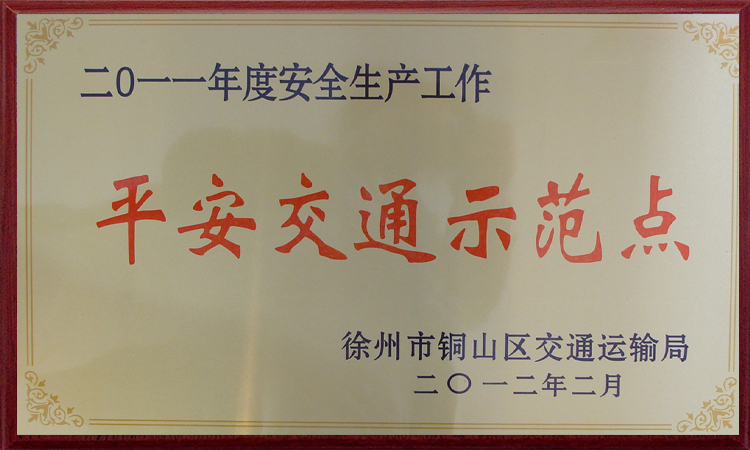 二〇一一年度安全生产工作
平安交通示范点
徐州市铜山区交通运输局
二〇一二年二月